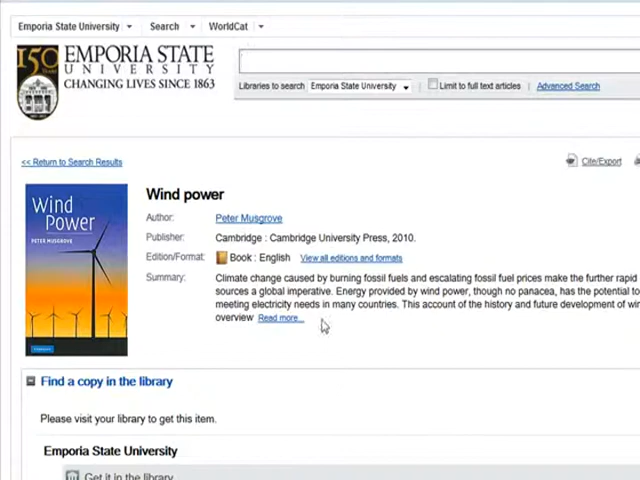 Emporia State University Search WorldCat
150
EMPORIA STATE
UNIVERSITY
CHANGING LIVES SINCE 1863
Libraries to search Emporia State University Limit to full text articles Advanced Search
<< Return to Search Results
Cite/Export
Wind
Power
PETER MUSGROVE
Wind power
Author: Peter Musgrove
Publisher: Cambridge : Cambridge University Press, 2010.
Edition/Format: Book : English View all editions and formats
Summary: Climate change caused by burning fossil fuels and escalating fossil fuel prices make the further rapid
sources a global imperative. Energy provided by wind power, though no panacea, has the potential to
meeting electricity needs in many countries. This account of the history and future development of
overview Read more...
Find a copy in the library
Please visit your library to get this item.
Emporia State University
Get it in the library